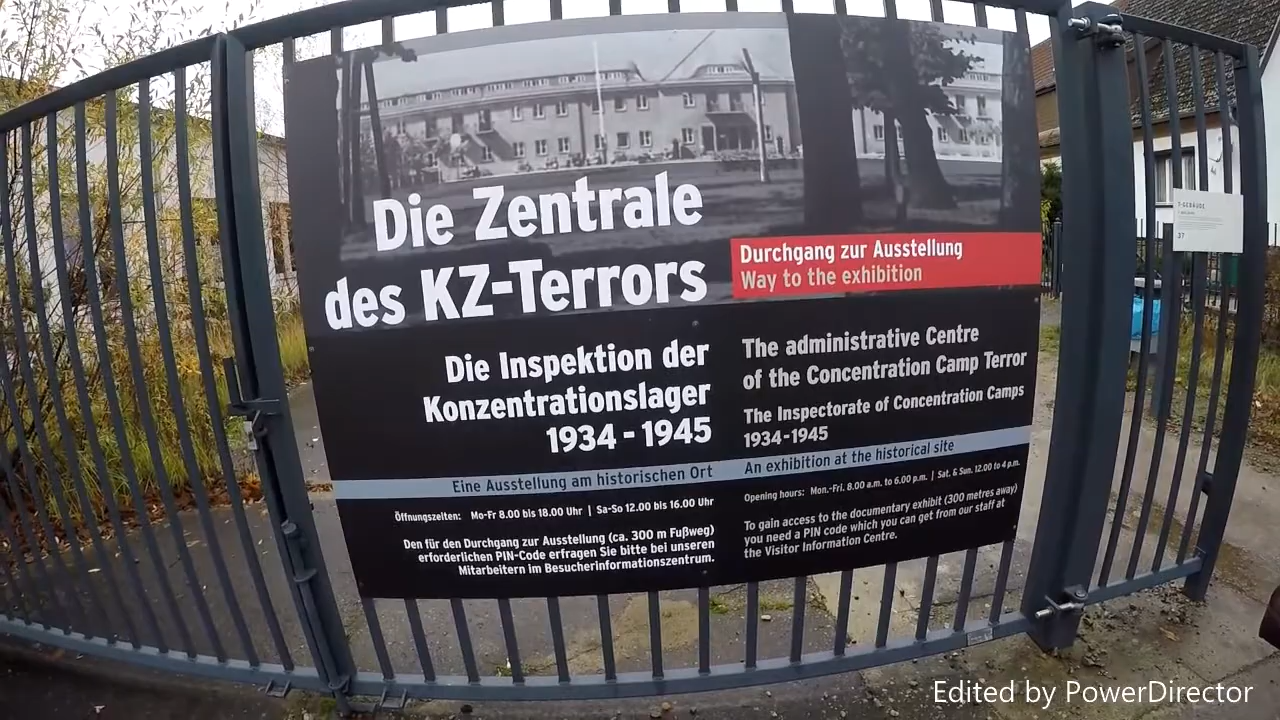 Die Zentrale
des KZ-Terrors
Durchgang zur Ausstellung
Way to the exhibition
Die Inspektion der
Konzentrationslager
1934 - 1945
The administrative Centre
of the Concentration Camp Terror
The Inspectorate of Concentration Camps
1934-1945
Eine Ausstellung am historischen Ort
An exhibition at the historical site
Öffnungszeiten: Mo-Fr 8.00 bis 18.00 Uhr | Sa-So 12.00 bis 16.00 Uhr
Den für den Durchgang zur Ausstellung (ca. 300 m Fußweg)
erforderlichen PIN-Code erfragen Sie bitte bei unseren
Mitarbeitern im Besucherinformationszentrum.
Opening hours: Mon.-Fri. 8.00 a.m. to 6.00 p.m. | Sat. & Sun. 12.00 to 4 p.m.
To gain access to the documentary exhibit (300 metres away)
you need a PIN code which you can get from our staff at
the Visitor Information Centre.
T-GEBÄUDE
37
Edited by PowerDirector